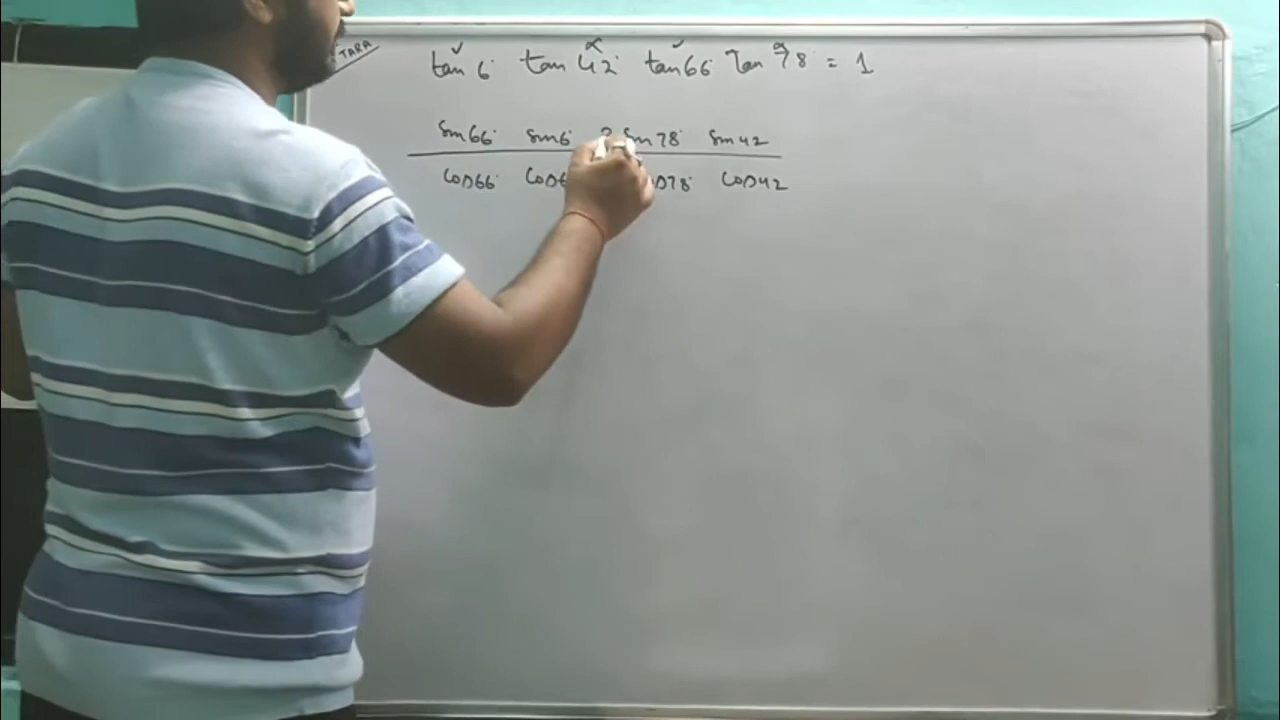 TARA
tan 6° tan 42° tan 66° Tan 78° = 1
Sin 66° Sin 6° 2 Sin 78° Sin 42
Cos 66° Cos 78° Cos 42